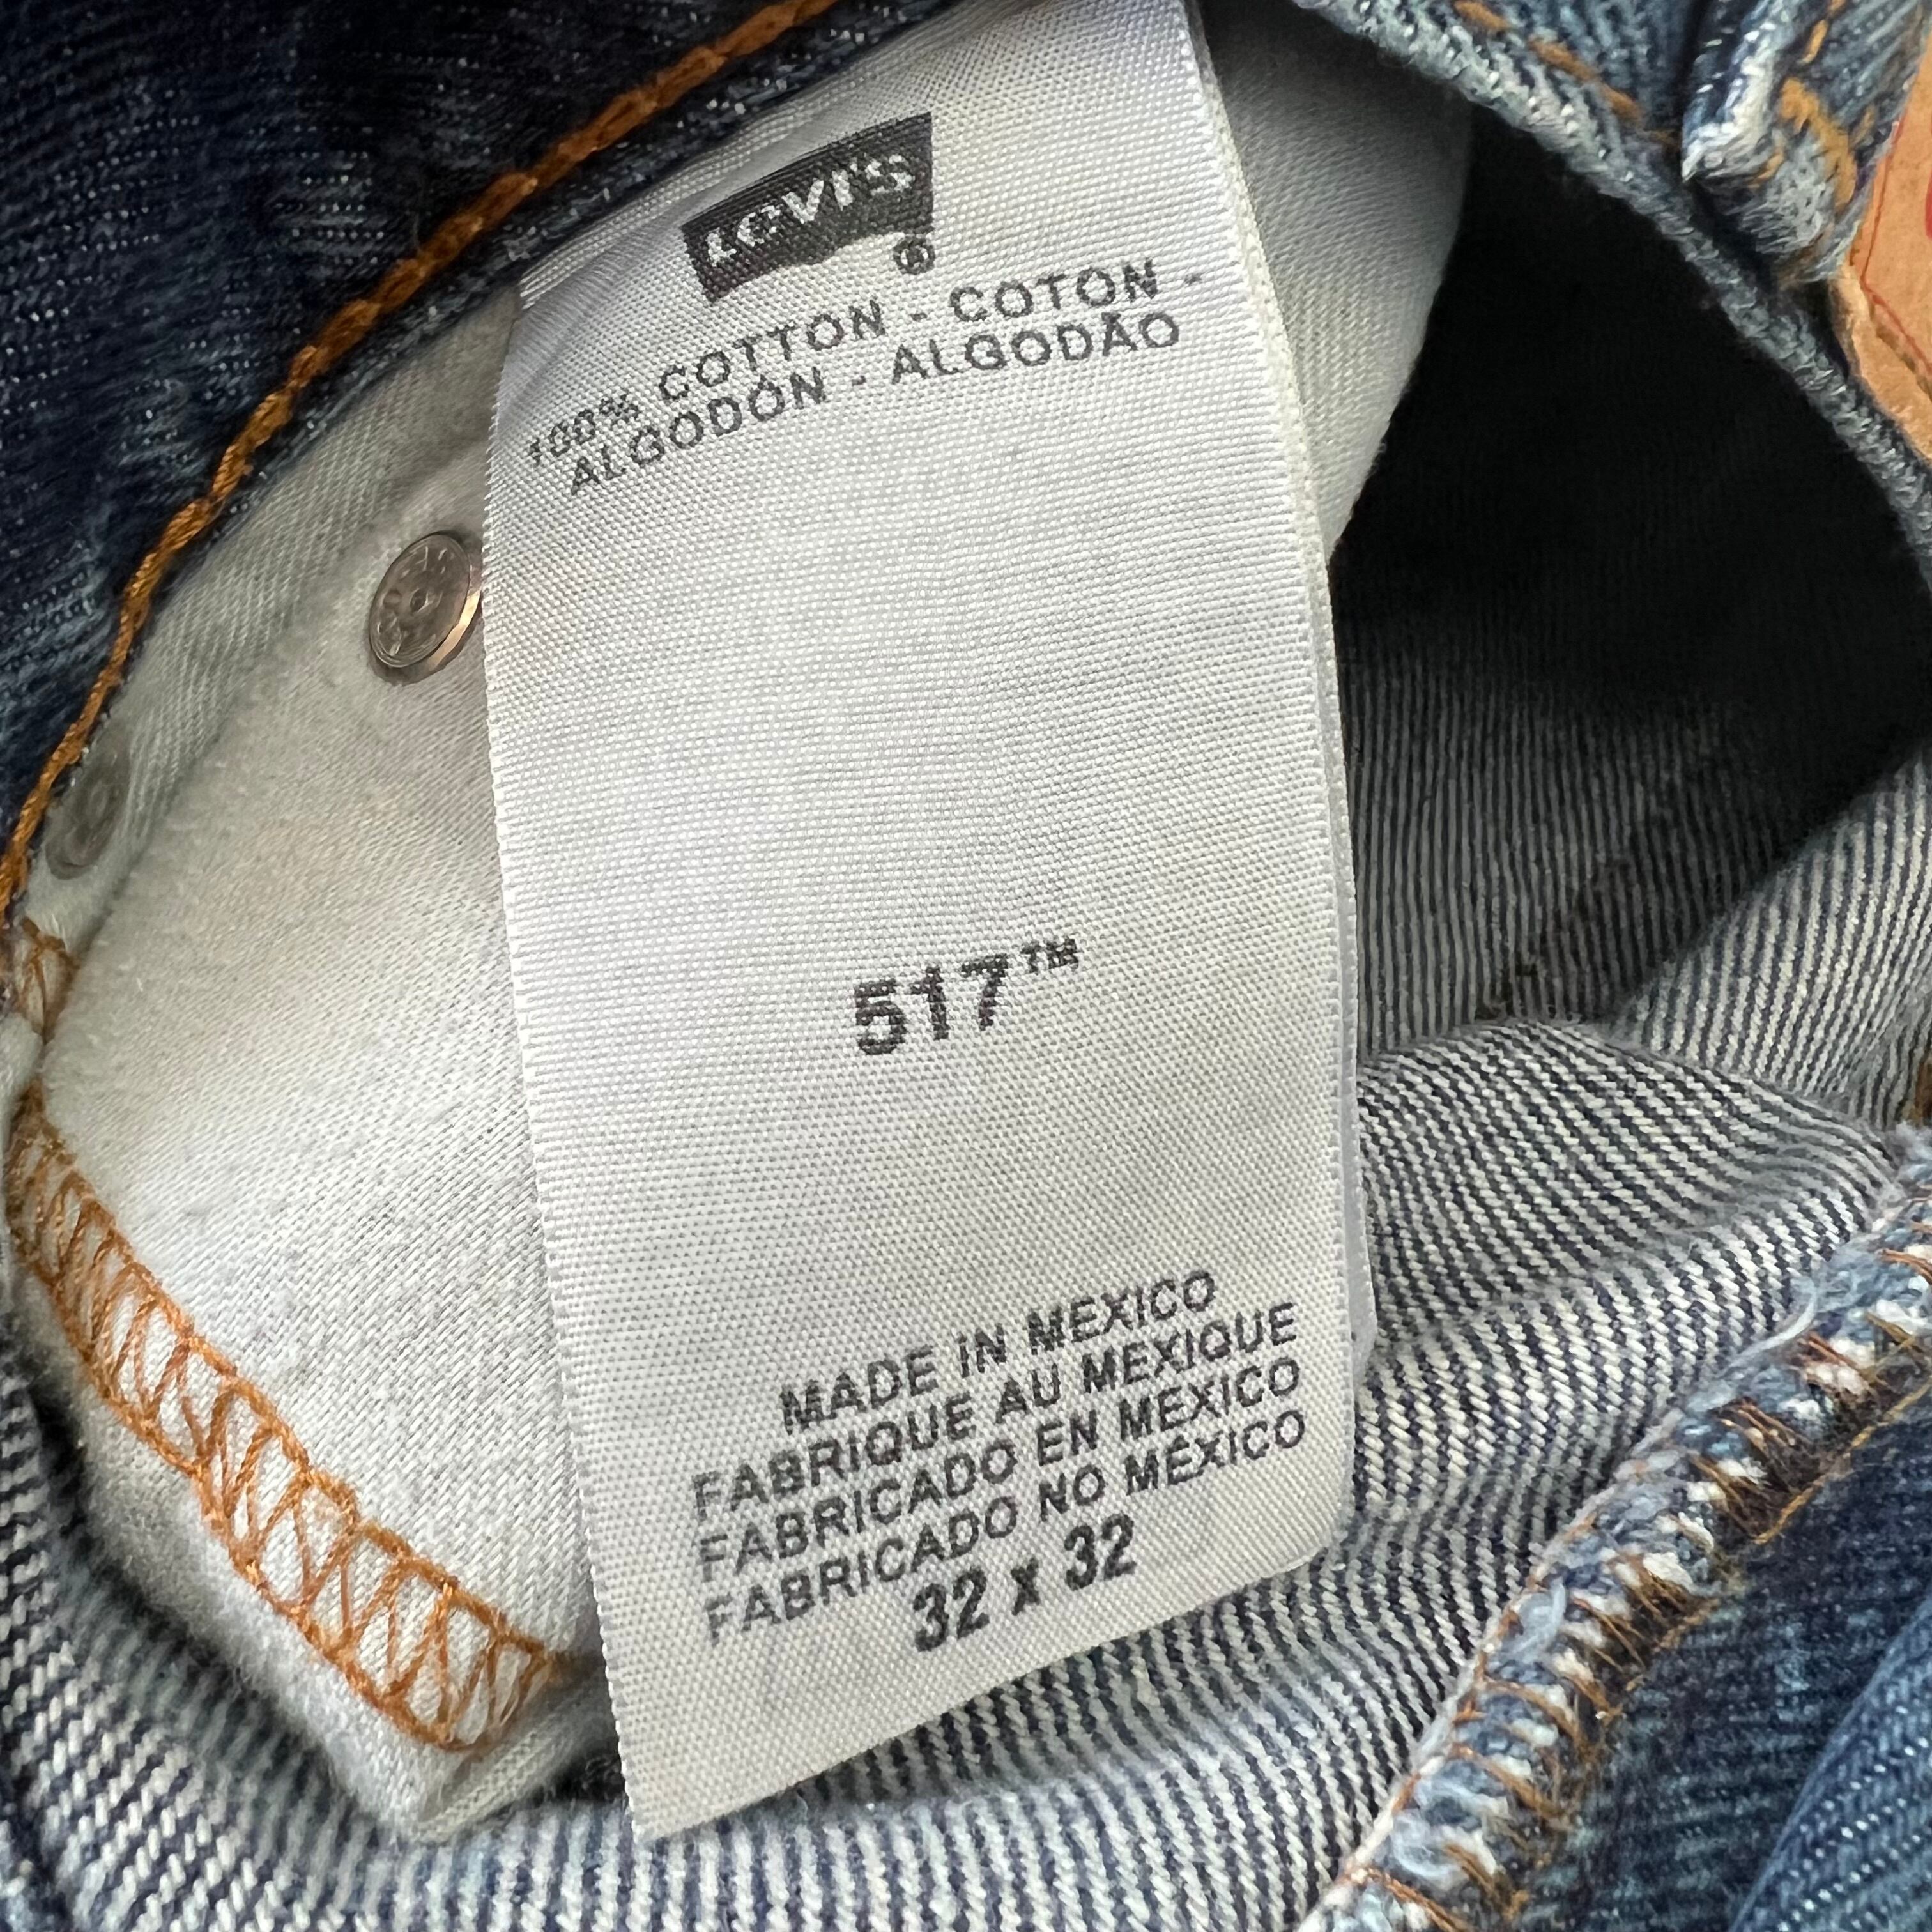 LEVI'S ®
100% COTTON - COTON -
ALGODÓN - ALGODÃO
517™
MADE IN MEXICO
FABRIQUE AU MEXIQUE
FABRICADO EN MEXICO
FABRICADO NO MÉXICO
32 x 32